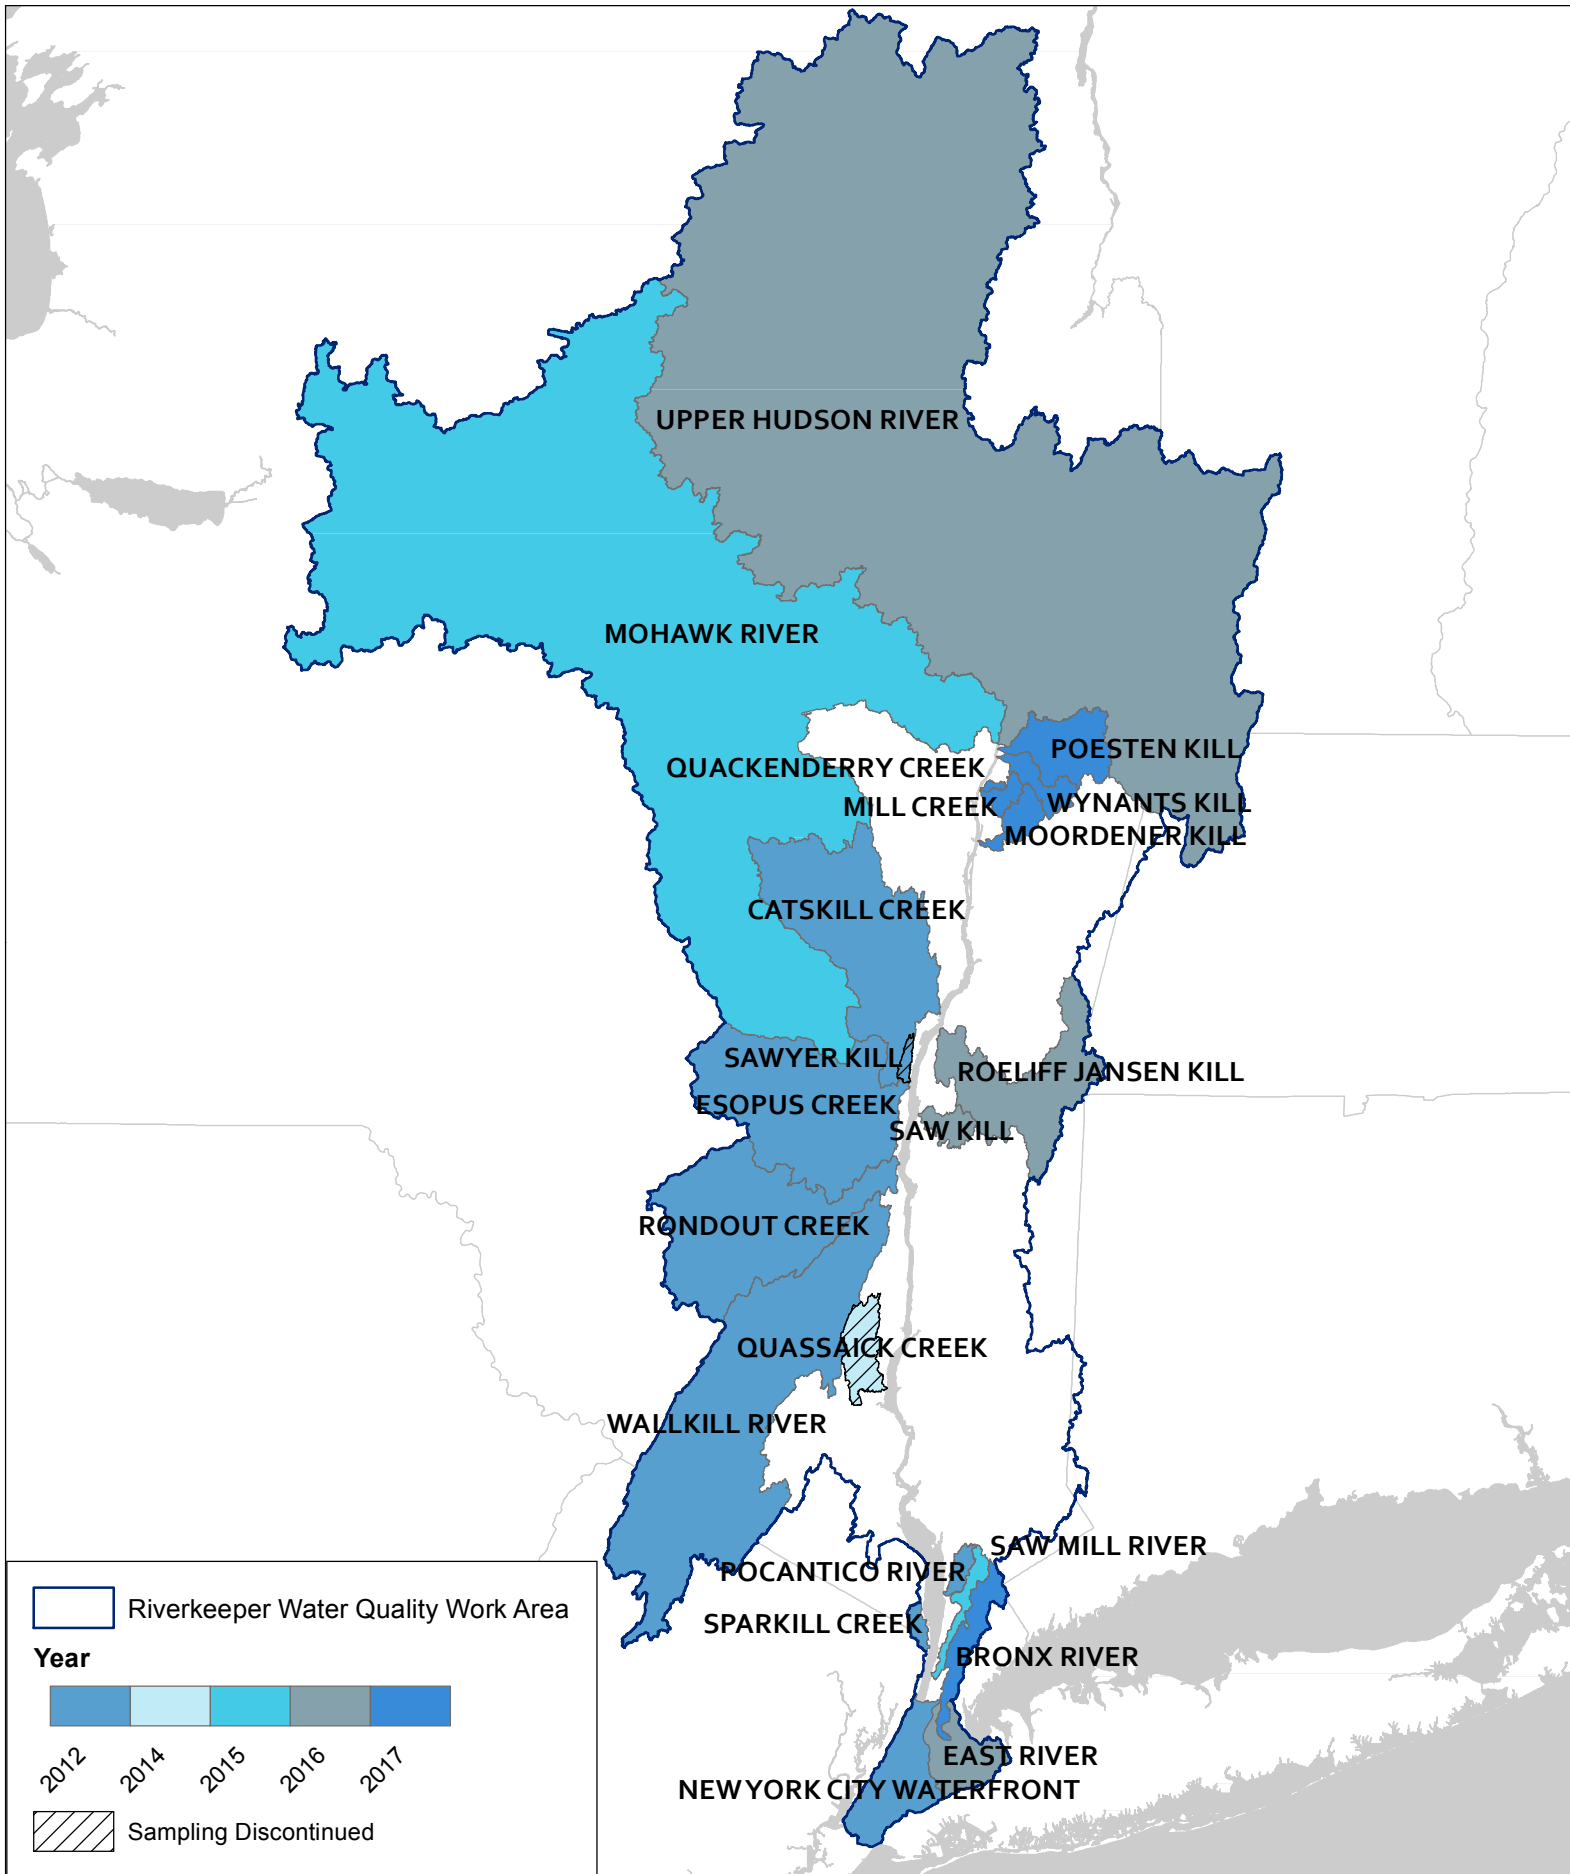 UPPER HUDSON RIVER
MOHAWK RIVER
POESTEN KILL
QUACKENDERRY CREEK
WYNANTS KILL
MILL CREEK
MOORDENER KILL
CATSKILL CREEK
SAWYER KILL
ROELIFF JANSEN KILL
ESOPUS CREEK
SAW KILL
RONDOUT CREEK
QUASSAICK CREEK
WALLKILL RIVER
SAW MILL RIVER
POCANTICO RIVER
SPARKILL CREEK
BRONX RIVER
EAST RIVER
NEW YORK CITY WATERFRONT
Riverkeeper Water Quality Work Area
Year
2012
2014
2015
2016
2017
Sampling Discontinued